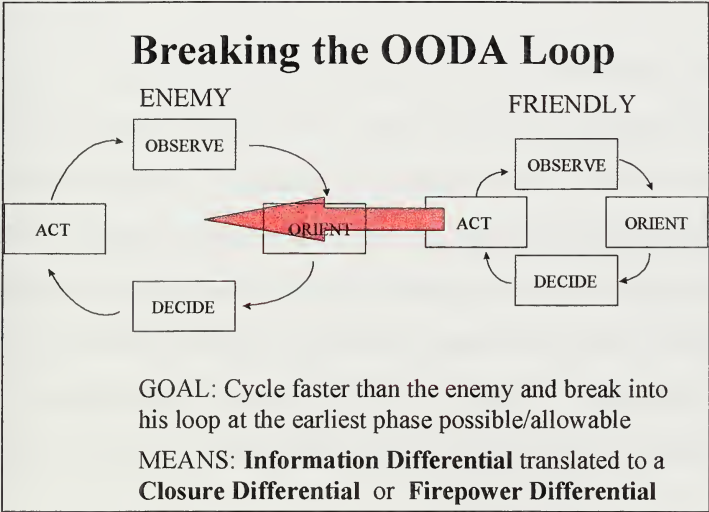 Breaking the OODA Loop
ENEMY
OBSERVE
ORIENT
DECIDE
ACT
FRIENDLY
OBSERVE
ORIENT
DECIDE
ACT
GOAL: Cycle faster than the enemy and break into
his loop at the earliest phase possible/allowable
MEANS: Information Differential translated to a
Closure Differential or Firepower Differential